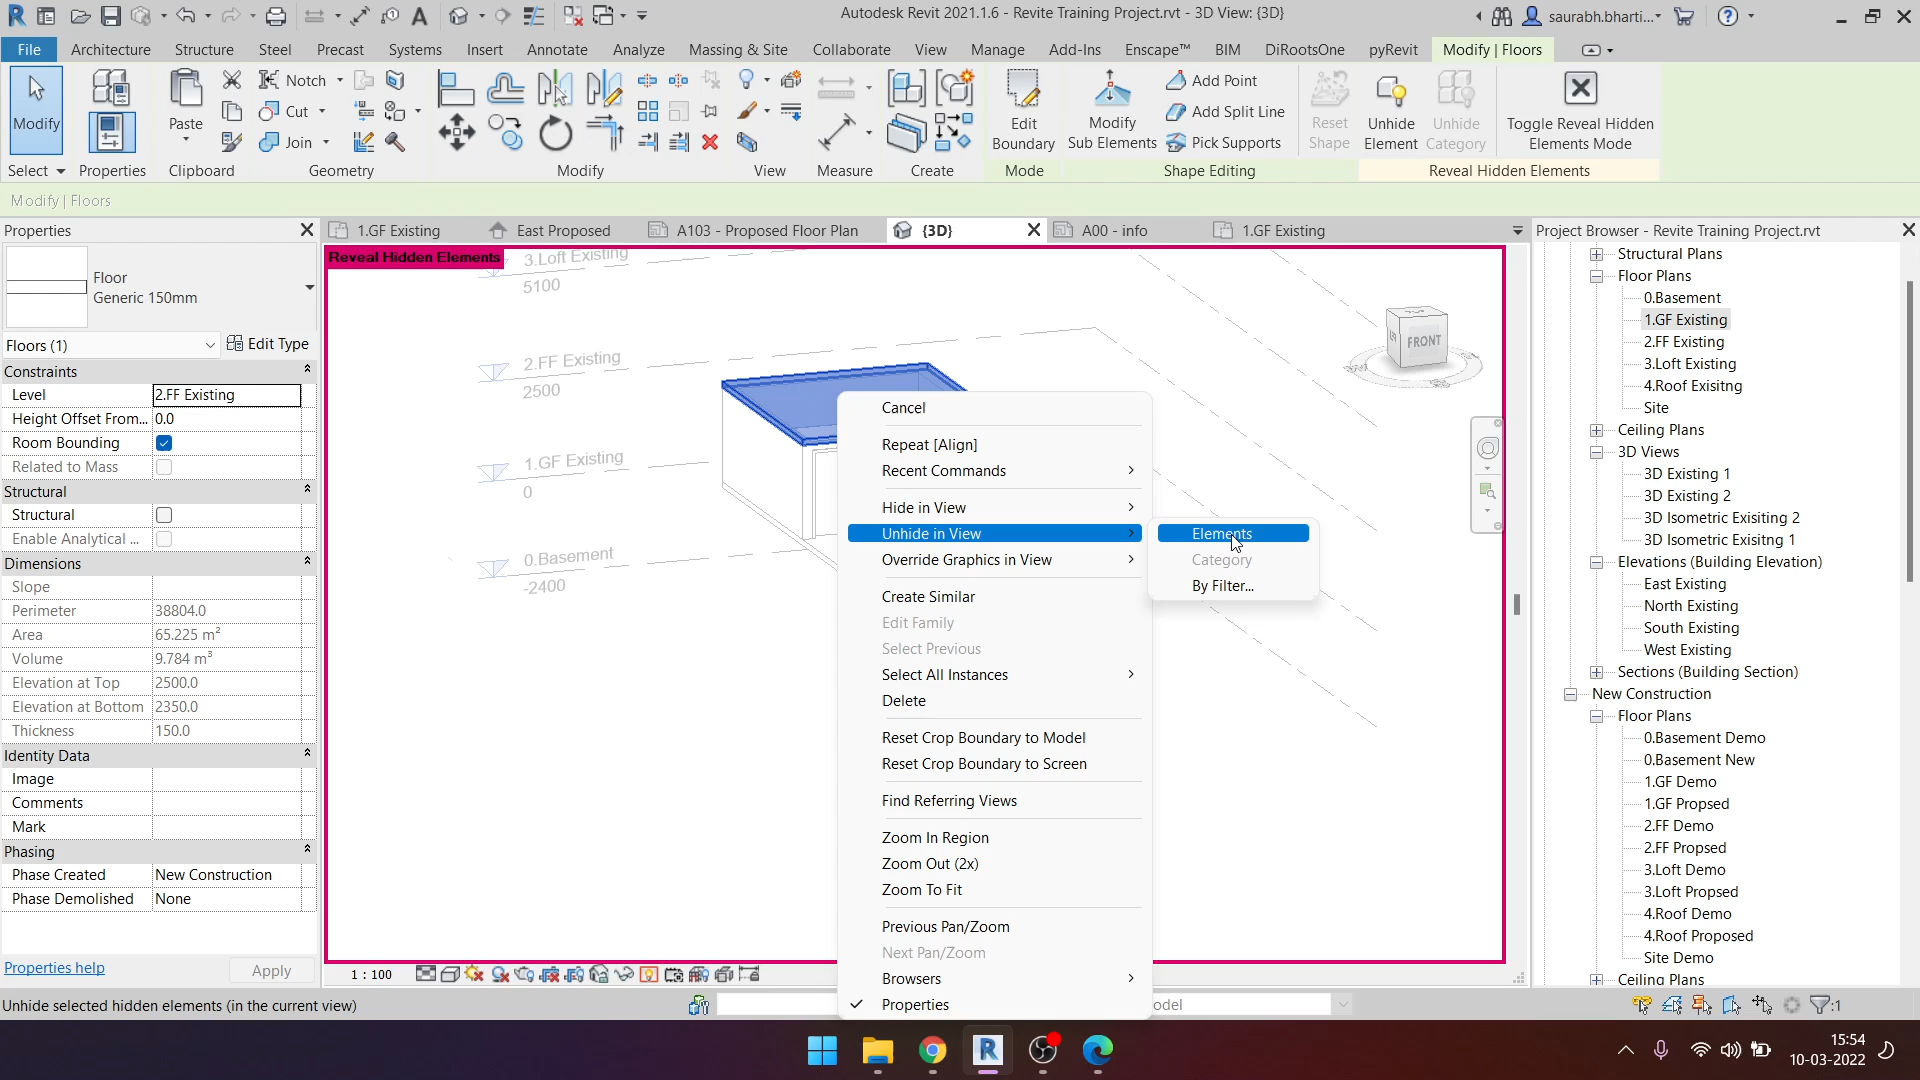 Autodesk Revit 2021.1.6 - Revite Training Project.rvt - 3D View: {3D}
saurabh.bharti...
File
Architecture
Structure
Steel
Precast
Systems
Insert
Annotate
Analyze
Massing & Site
Collaborate
View
Manage
Add-Ins
Enscape™
BIM
DiRootsOne
pyRevit
Modify | Floors
Modify
Paste
Notch
Cut
Join
Edit
Boundary
Modify
Sub Elements
Add Point
Add Split Line
Pick Supports
Reset
Shape
Unhide
Element
Unhide
Category
Toggle Reveal Hidden
Elements Mode
Select
Properties
Clipboard
Geometry
Modify
View
Measure
Create
Mode
Shape Editing
Reveal Hidden Elements
Modify | Floors
Properties
1.GF Existing
East Proposed
A103 - Proposed Floor Plan
{3D}
A00 - info
1.GF Existing
Project Browser - Revite Training Project.rvt
Floor
Generic 150mm
Floors (1)
Edit Type
Constraints
Level
2.FF Existing
Height Offset From...
0.0
Room Bounding
Related to Mass
Structural
Structural
Enable Analytical ...
Dimensions
Slope
Perimeter
38804.0
Area
65.225 m²
Volume
9.784 m³
Elevation at Top
2500.0
Elevation at Bottom
2350.0
Thickness
150.0
Identity Data
Image
Comments
Mark
Phasing
Phase Created
New Construction
Phase Demolished
None
Properties help
Apply
Reveal Hidden Elements
3.Loft Existing
5100
2.FF Existing
2500
1.GF Existing
0
0.Basement
-2400
FRONT
Cancel
Repeat [Align]
Recent Commands
Hide in View
Unhide in View
Override Graphics in View
Create Similar
Edit Family
Select Previous
Select All Instances
Delete
Reset Crop Boundary to Model
Reset Crop Boundary to Screen
Find Referring Views
Zoom In Region
Zoom Out (2x)
Zoom To Fit
Previous Pan/Zoom
Next Pan/Zoom
Browsers
Properties
Elements
Category
By Filter...
Structural Plans
Floor Plans
0.Basement
1.GF Existing
2.FF Existing
3.Loft Existing
4.Roof Exisitng
Site
Ceiling Plans
3D Views
3D Existing 1
3D Existing 2
3D Isometric Exisiting 2
3D Isometric Exisitng 1
Elevations (Building Elevation)
East Existing
North Existing
South Existing
West Existing
Sections (Building Section)
New Construction
Floor Plans
0.Basement Demo
0.Basement New
1.GF Demo
1.GF Propsed
2.FF Demo
2.FF Propsed
3.Loft Demo
3.Loft Propsed
4.Roof Demo
4.Roof Proposed
Site Demo
Ceiling Plans
1 : 100
Unhide selected hidden elements (in the current view)
odel
:1
15:54
10-03-2022